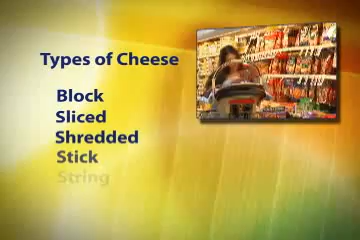 Types of Cheese
Block
Sliced
Shredded
Stick
String